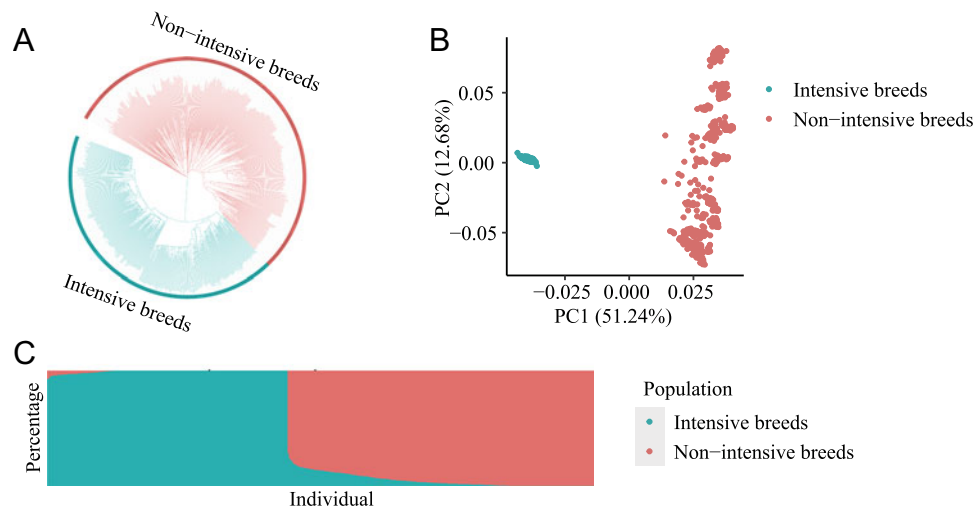 A
Non−intensive breeds
Intensive breeds
B
PC2 (12.68%)
0.05
0.00
−0.05
−0.025
0.000
0.025
PC1 (51.24%)
Intensive breeds
Non−intensive breeds
C
Percentage
Individual
Population
Intensive breeds
Non−intensive breeds